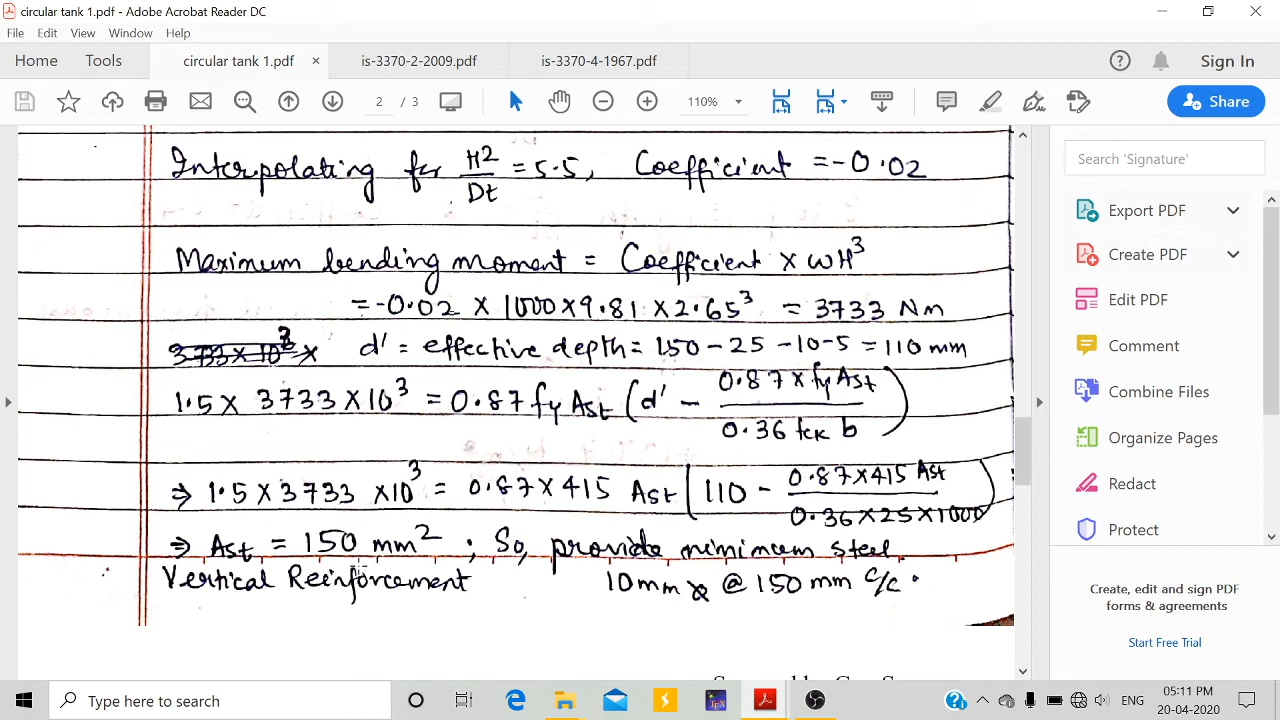 circular tank 1.pdf - Adobe Acrobat Reader DC
File Edit View Window Help
Home Tools circular tank 1.pdf × is-3370-2-2009.pdf is-3370-4-1967.pdf Sign In
2 / 3 110% Share
Interpolating for H²/Dt = 5.5, Coefficient = -0.02
Maximum bending moment = Coefficient × wH³
= -0.02 × 1000 × 9.81 × 2.65³ = 3733 Nm
3733 × 10³ × d' = effective depth = 150 - 25 - 10 - 5 = 110 mm
1.5 × 3733 × 10³ = 0.87 fy Ast (d' - 0.87 × fy Ast / 0.36 fck b)
⇒ 1.5 × 3733 × 10³ = 0.87 × 415 Ast (110 - 0.87 × 415 Ast / 0.36 × 25 × 1000)
⇒ Ast = 150 mm² ; So, provide minimum steel.
Vertical Reinforcement 10 mm @ 150 mm c/c.
Search 'Signature'
Export PDF
Create PDF
Edit PDF
Comment
Combine Files
Organize Pages
Redact
Protect
Create, edit and sign PDF
forms & agreements
Start Free Trial
Type here to search
ENG
05:11 PM
20-04-2020